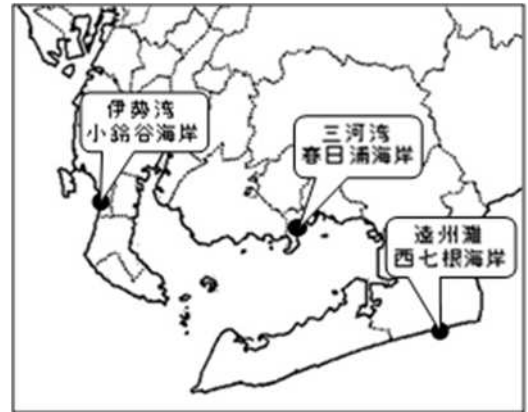 伊勢湾
小鈴谷海岸
三河湾
春日浦海岸
遠州灘
西七根海岸